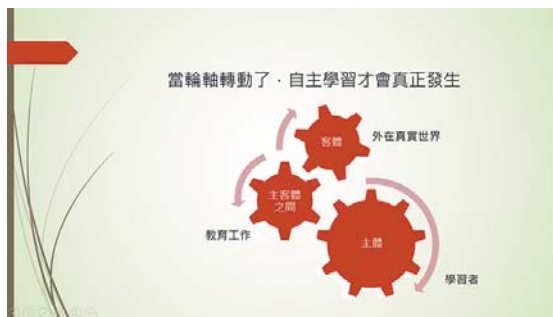 當輪軸轉動了，自主學習才會真正發生
客體
外在真實世界
主客體
之間
教育工作
主體
學習者